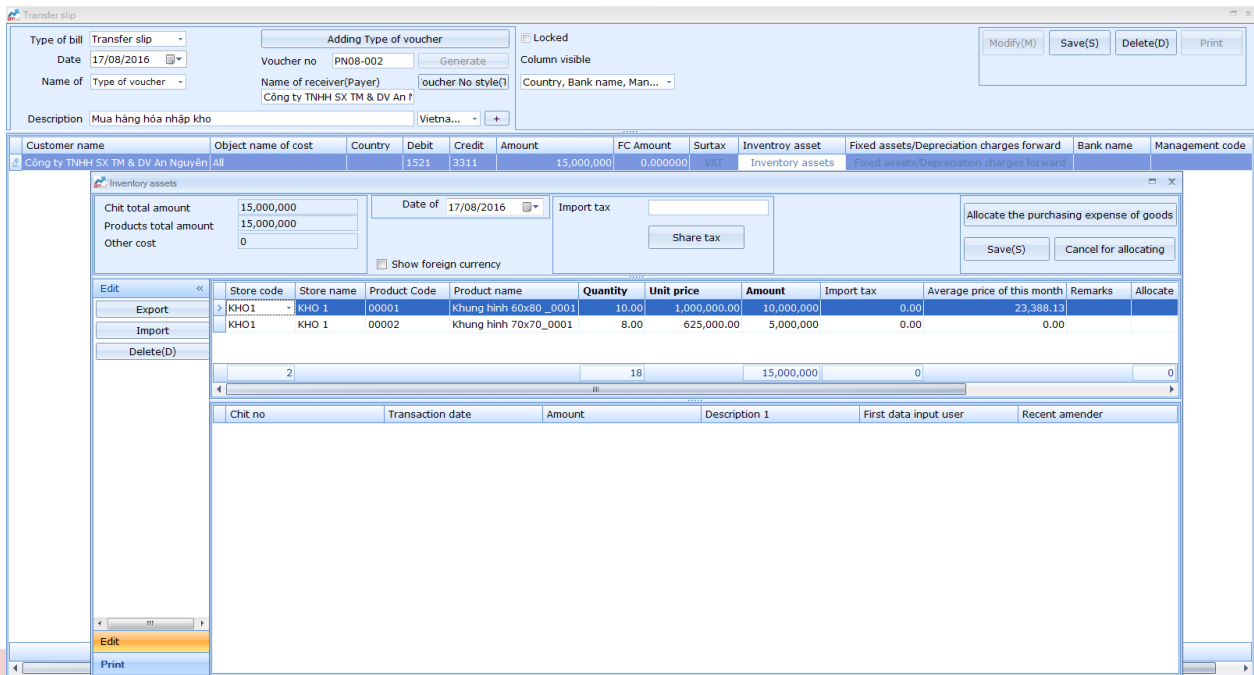 Transfer slip
Type of bill Transfer slip Adding Type of voucher Locked Modify(M) Save(S) Delete(D) Print
Date 17/08/2016 Voucher no PN08-002 Generate Column visible
Name of Type of voucher Name of receiver(Payer) oucher No style(T Country, Bank name, Man...
Công ty TNHH SX TM & DV An N
Description Mua hàng hóa nhập kho Vietna... +
Customer name Object name of cost Country Debit Credit Amount FC Amount Surtax Inventroy asset Fixed assets/Depreciation charges forward Bank name Management code
Công ty TNHH SX TM & DV An Nguyên All 1521 3311 15,000,000 0.000000 VAT Inventory assets Fixed assets/Depreciation charges forward
Inventory assets
Chit total amount 15,000,000 Date of 17/08/2016 Import tax Allocate the purchasing expense of goods
Products total amount 15,000,000
Other cost 0 Share tax Save(S) Cancel for allocating
Show foreign currency
Edit «
Export
Import
Delete(D)
Store code Store name Product Code Product name Quantity Unit price Amount Import tax Average price of this month Remarks Allocate
KHO1 KHO 1 00001 Khung hình 60x80 _0001 10.00 1,000,000.00 10,000,000 0.00 23,388.13
KHO1 KHO 1 00002 Khung hình 70x70_0001 8.00 625,000.00 5,000,000 0.00 0.00
2 18 15,000,000 0 0
Chit no Transaction date Amount Description 1 First data input user Recent amender
Edit
Print